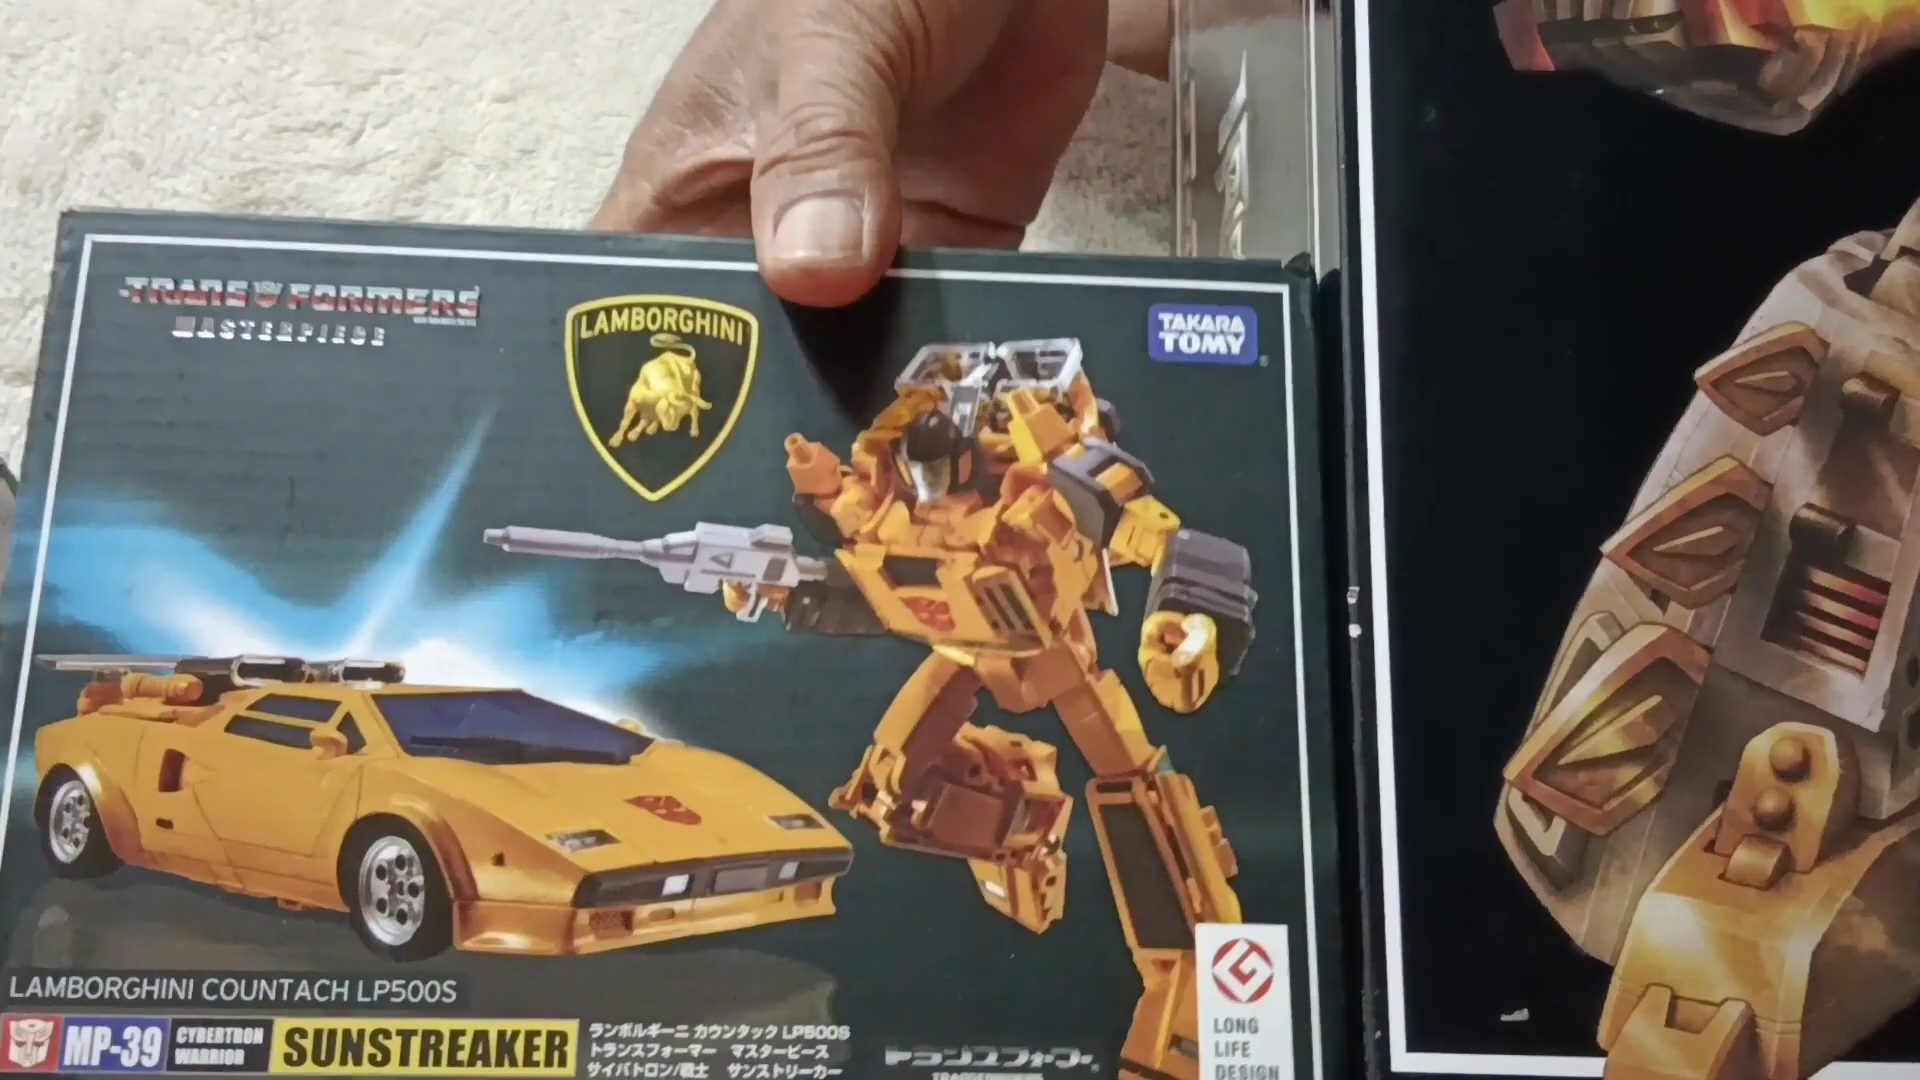 TRANSFORMERS
MASTERPIECE
LAMBORGHINI
TAKARA
TOMY
LAMBORGHINI COUNTACH LP500S
MP-39
CYBERTRON
WARRIOR
SUNSTREAKER
ランボルギーニ カウンタック LP500S
トランスフォーマー マスターピース
サイバトロン/戦士 サンストリーカー
トランスフォーマー
LONG
LIFE
DESIGN